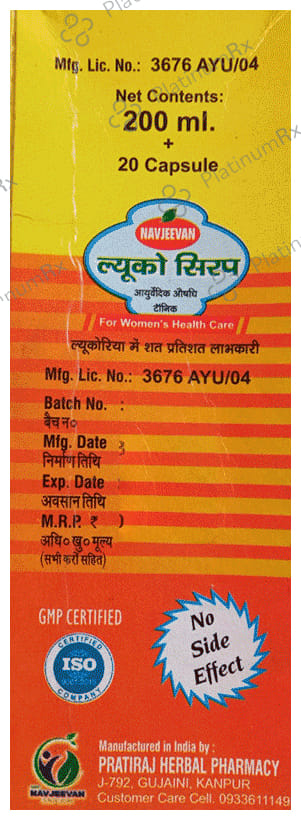 PlatinumRx
Mfg. Lic. No.: 3676 AYU/04
Net Contents:
200 ml.
+
20 Capsule
NAVJEEVAN
ल्यूको सिरप
आयुर्वेदिक औषधि
टॉनिक
For Women's Health Care
ल्यूकोरिया में शत प्रतिशत लाभकारी
Mfg. Lic. No.: 3676 AYU/04
Batch No. :
बैच न०
Mfg. Date
निर्माण तिथि
Exp. Date
अवसान तिथि
M.R.P. ₹
अधि० खु० मूल्य
(सभी करों सहित)
GMP CERTIFIED
CERTIFIED
ISO
COMPANY
No
Side
Effect
NAVJEEVAN
Manufactured in India by :
PRATIRAJ HERBAL PHARMACY
J-792, GUJAINI, KANPUR
Customer Care Cell. 0933611149